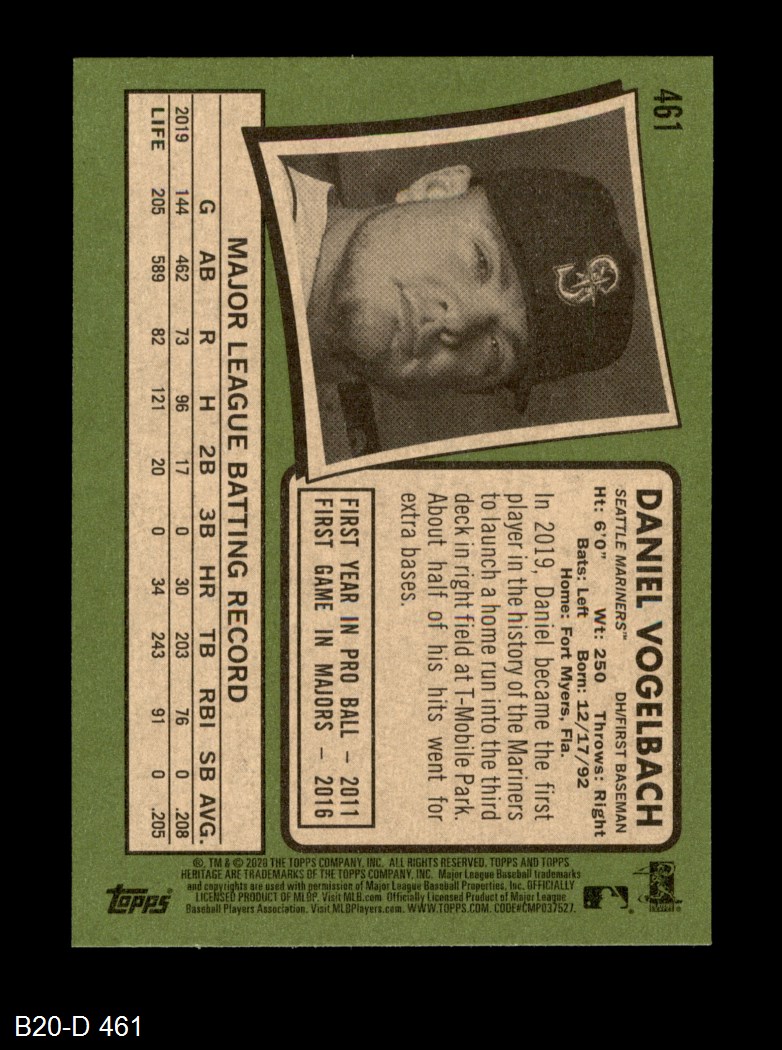 461
DANIEL VOGELBACH
SEATTLE MARINERS™ DH/FIRST BASEMAN
Ht: 6'0" Wt: 250 Throws: Right
Bats: Left Born: 12/17/92
Home: Fort Myers, Fla.
In 2019, Daniel became the first
player in the history of the Mariners
to launch a home run into the third
deck in right field at T-Mobile Park.
About half of his hits went for
extra bases.
FIRST YEAR IN PRO BALL – 2011
FIRST GAME IN MAJORS – 2016
MAJOR LEAGUE BATTING RECORD
G AB R H 2B 3B HR TB RBI SB AVG.
2019 144 462 73 96 17 0 30 203 76 0 .208
LIFE 205 589 82 121 20 0 34 243 91 0 .205
®, TM & © 2020 THE TOPPS COMPANY, INC. ALL RIGHTS RESERVED. TOPPS AND TOPPS
HERITAGE ARE TRADEMARKS OF THE TOPPS COMPANY, INC. Major League Baseball trademarks
and copyrights are used with permission of Major League Baseball Properties, Inc. OFFICIALLY
LICENSED PRODUCT OF MLBP. Visit MLB.com Officially Licensed Product of Major League
Baseball Players Association. Visit MLBPlayers.com. WWW.TOPPS.COM. CODE#CMP037527.
topps®
B20-D 461